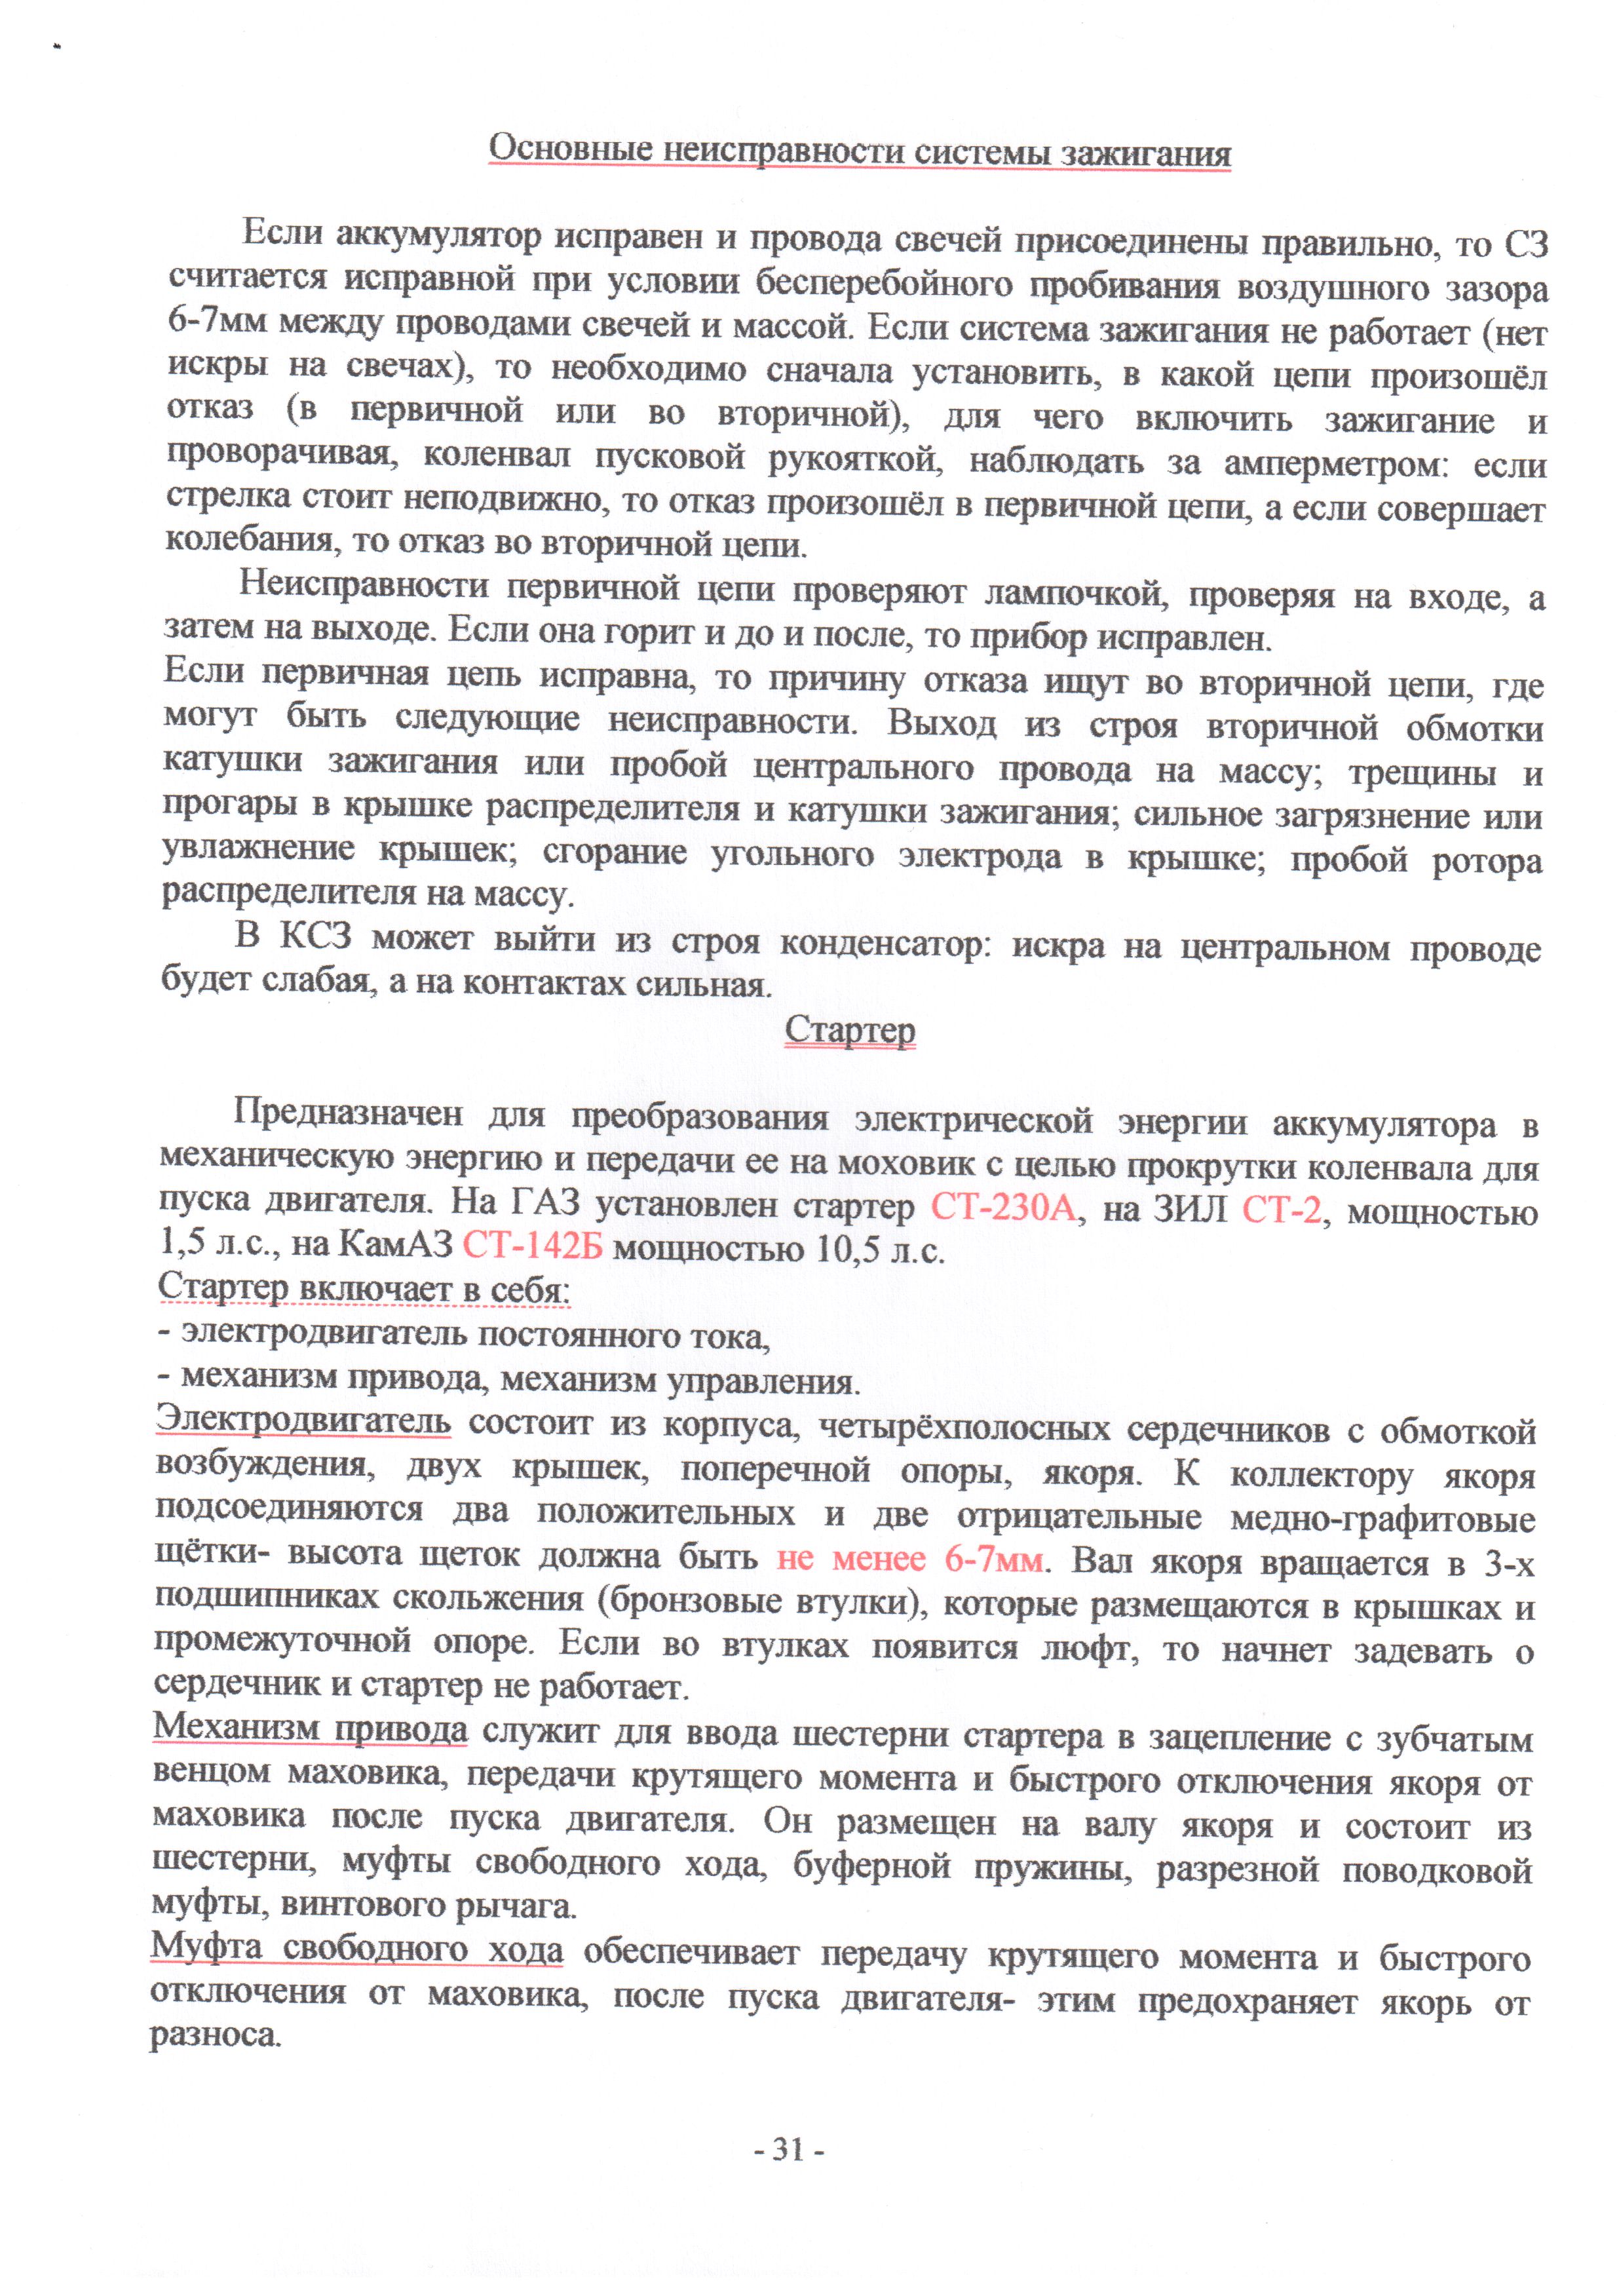 Основные неисправности системы зажигания
Если аккумулятор исправен и провода свечей присоединены правильно, то СЗ
считается исправной при условии бесперебойного пробивания воздушного зазора
6-7мм между проводами свечей и массой. Если система зажигания не работает (нет
искры на свечах), то необходимо сначала установить, в какой цепи произошёл
отказ (в первичной или во вторичной), для чего включить зажигание и
проворачивая, коленвал пусковой рукояткой, наблюдать за амперметром: если
стрелка стоит неподвижно, то отказ произошёл в первичной цепи, а если совершает
колебания, то отказ во вторичной цепи.
Неисправности первичной цепи проверяют лампочкой, проверяя на входе, а
затем на выходе. Если она горит и до и после, то прибор исправлен.
Если первичная цепь исправна, то причину отказа ищут во вторичной цепи, где
могут быть следующие неисправности. Выход из строя вторичной обмотки
катушки зажигания или пробой центрального провода на массу; трещины и
прогары в крышке распределителя и катушки зажигания; сильное загрязнение или
увлажнение крышек; сгорание угольного электрода в крышке; пробой ротора
распределителя на массу.
В КСЗ может выйти из строя конденсатор: искра на центральном проводе
будет слабая, а на контактах сильная.
Стартер
Предназначен для преобразования электрической энергии аккумулятора в
механическую энергию и передачи ее на моховик с целью прокрутки коленвала для
пуска двигателя. На ГАЗ установлен стартер СТ-230А, на ЗИЛ СТ-2, мощностью
1,5 л.с., на КамАЗ СТ-142Б мощностью 10,5 л.с.
Стартер включает в себя:
- электродвигатель постоянного тока,
- механизм привода, механизм управления.
Электродвигатель состоит из корпуса, четырёхполосных сердечников с обмоткой
возбуждения, двух крышек, поперечной опоры, якоря. К коллектору якоря
подсоединяются два положительных и две отрицательные медно-графитовые
щётки- высота щеток должна быть не менее 6-7мм. Вал якоря вращается в 3-х
подшипниках скольжения (бронзовые втулки), которые размещаются в крышках и
промежуточной опоре. Если во втулках появится люфт, то начнет задевать о
сердечник и стартер не работает.
Механизм привода служит для ввода шестерни стартера в зацепление с зубчатым
венцом маховика, передачи крутящего момента и быстрого отключения якоря от
маховика после пуска двигателя. Он размещен на валу якоря и состоит из
шестерни, муфты свободного хода, буферной пружины, разрезной поводковой
муфты, винтового рычага.
Муфта свободного хода обеспечивает передачу крутящего момента и быстрого
отключения от маховика, после пуска двигателя- этим предохраняет якорь от
разноса.
- 31 -